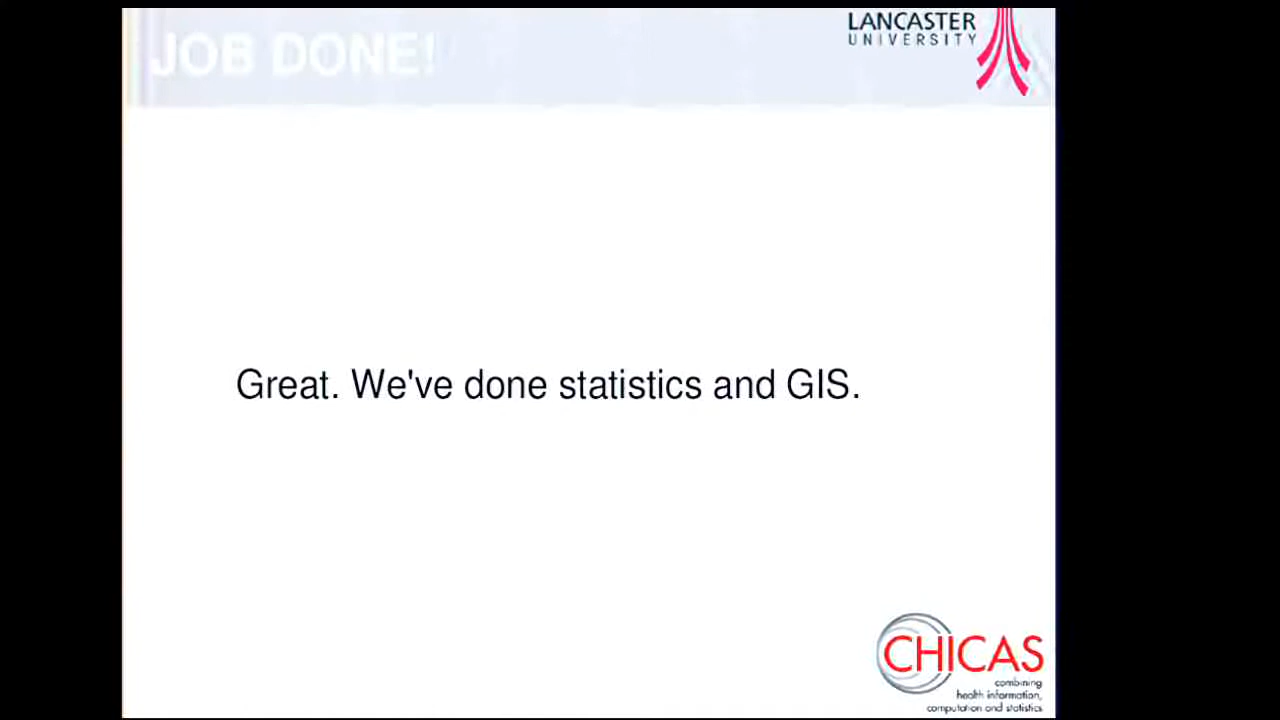 JOB DONE!
LANCASTER
UNIVERSITY
Great. We've done statistics and GIS.
CHICAS
combining
health information,
computation and statistics